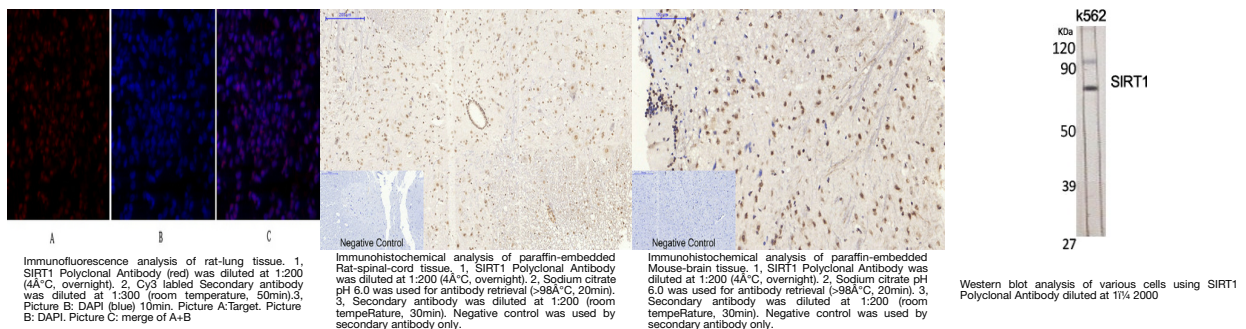 A
B
C
Immunofluorescence analysis of rat-lung tissue. 1,
SIRT1 Polyclonal Antibody (red) was diluted at 1:200
(4Â°C, overnight). 2, Cy3 labled Secondary antibody
was diluted at 1:300 (room temperature, 50min).3,
Picture B: DAPI (blue) 10min. Picture A:Target. Picture
B: DAPI. Picture C: merge of A+B
Negative Control
Immunohistochemical analysis of paraffin-embedded
Rat-spinal-cord tissue. 1, SIRT1 Polyclonal Antibody
was diluted at 1:200 (4Â°C, overnight). 2, Sodium citrate
pH 6.0 was used for antibody retrieval (>98Â°C, 20min).
3, Secondary antibody was diluted at 1:200 (room
tempeRature, 30min). Negative control was used by
secondary antibody only.
Negative Control
Immunohistochemical analysis of paraffin-embedded
Mouse-brain tissue. 1, SIRT1 Polyclonal Antibody was
diluted at 1:200 (4Â°C, overnight). 2, Sodium citrate pH
6.0 was used for antibody retrieval (>98Â°C, 20min). 3,
Secondary antibody was diluted at 1:200 (room
tempeRature, 30min). Negative control was used by
secondary antibody only.
k562
KDa
120
90
SIRT1
50
39
27
Western blot analysis of various cells using SIRT1
Polyclonal Antibody diluted at 1ï¼ 2000